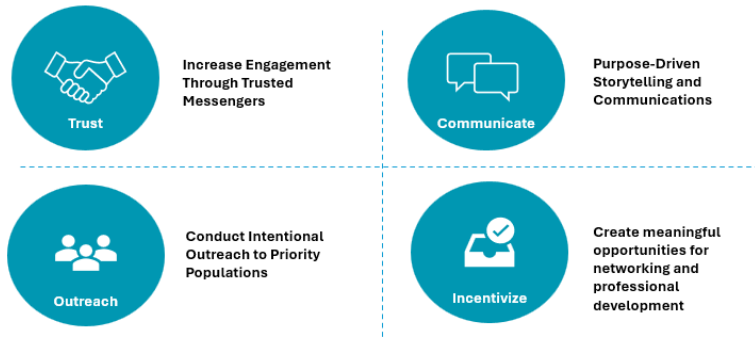 Trust
Increase Engagement
Through Trusted
Messengers
Communicate
Purpose-Driven
Storytelling and
Communications
Outreach
Conduct Intentional
Outreach to Priority
Populations
Incentivize
Create meaningful
opportunities for
networking and
professional
development